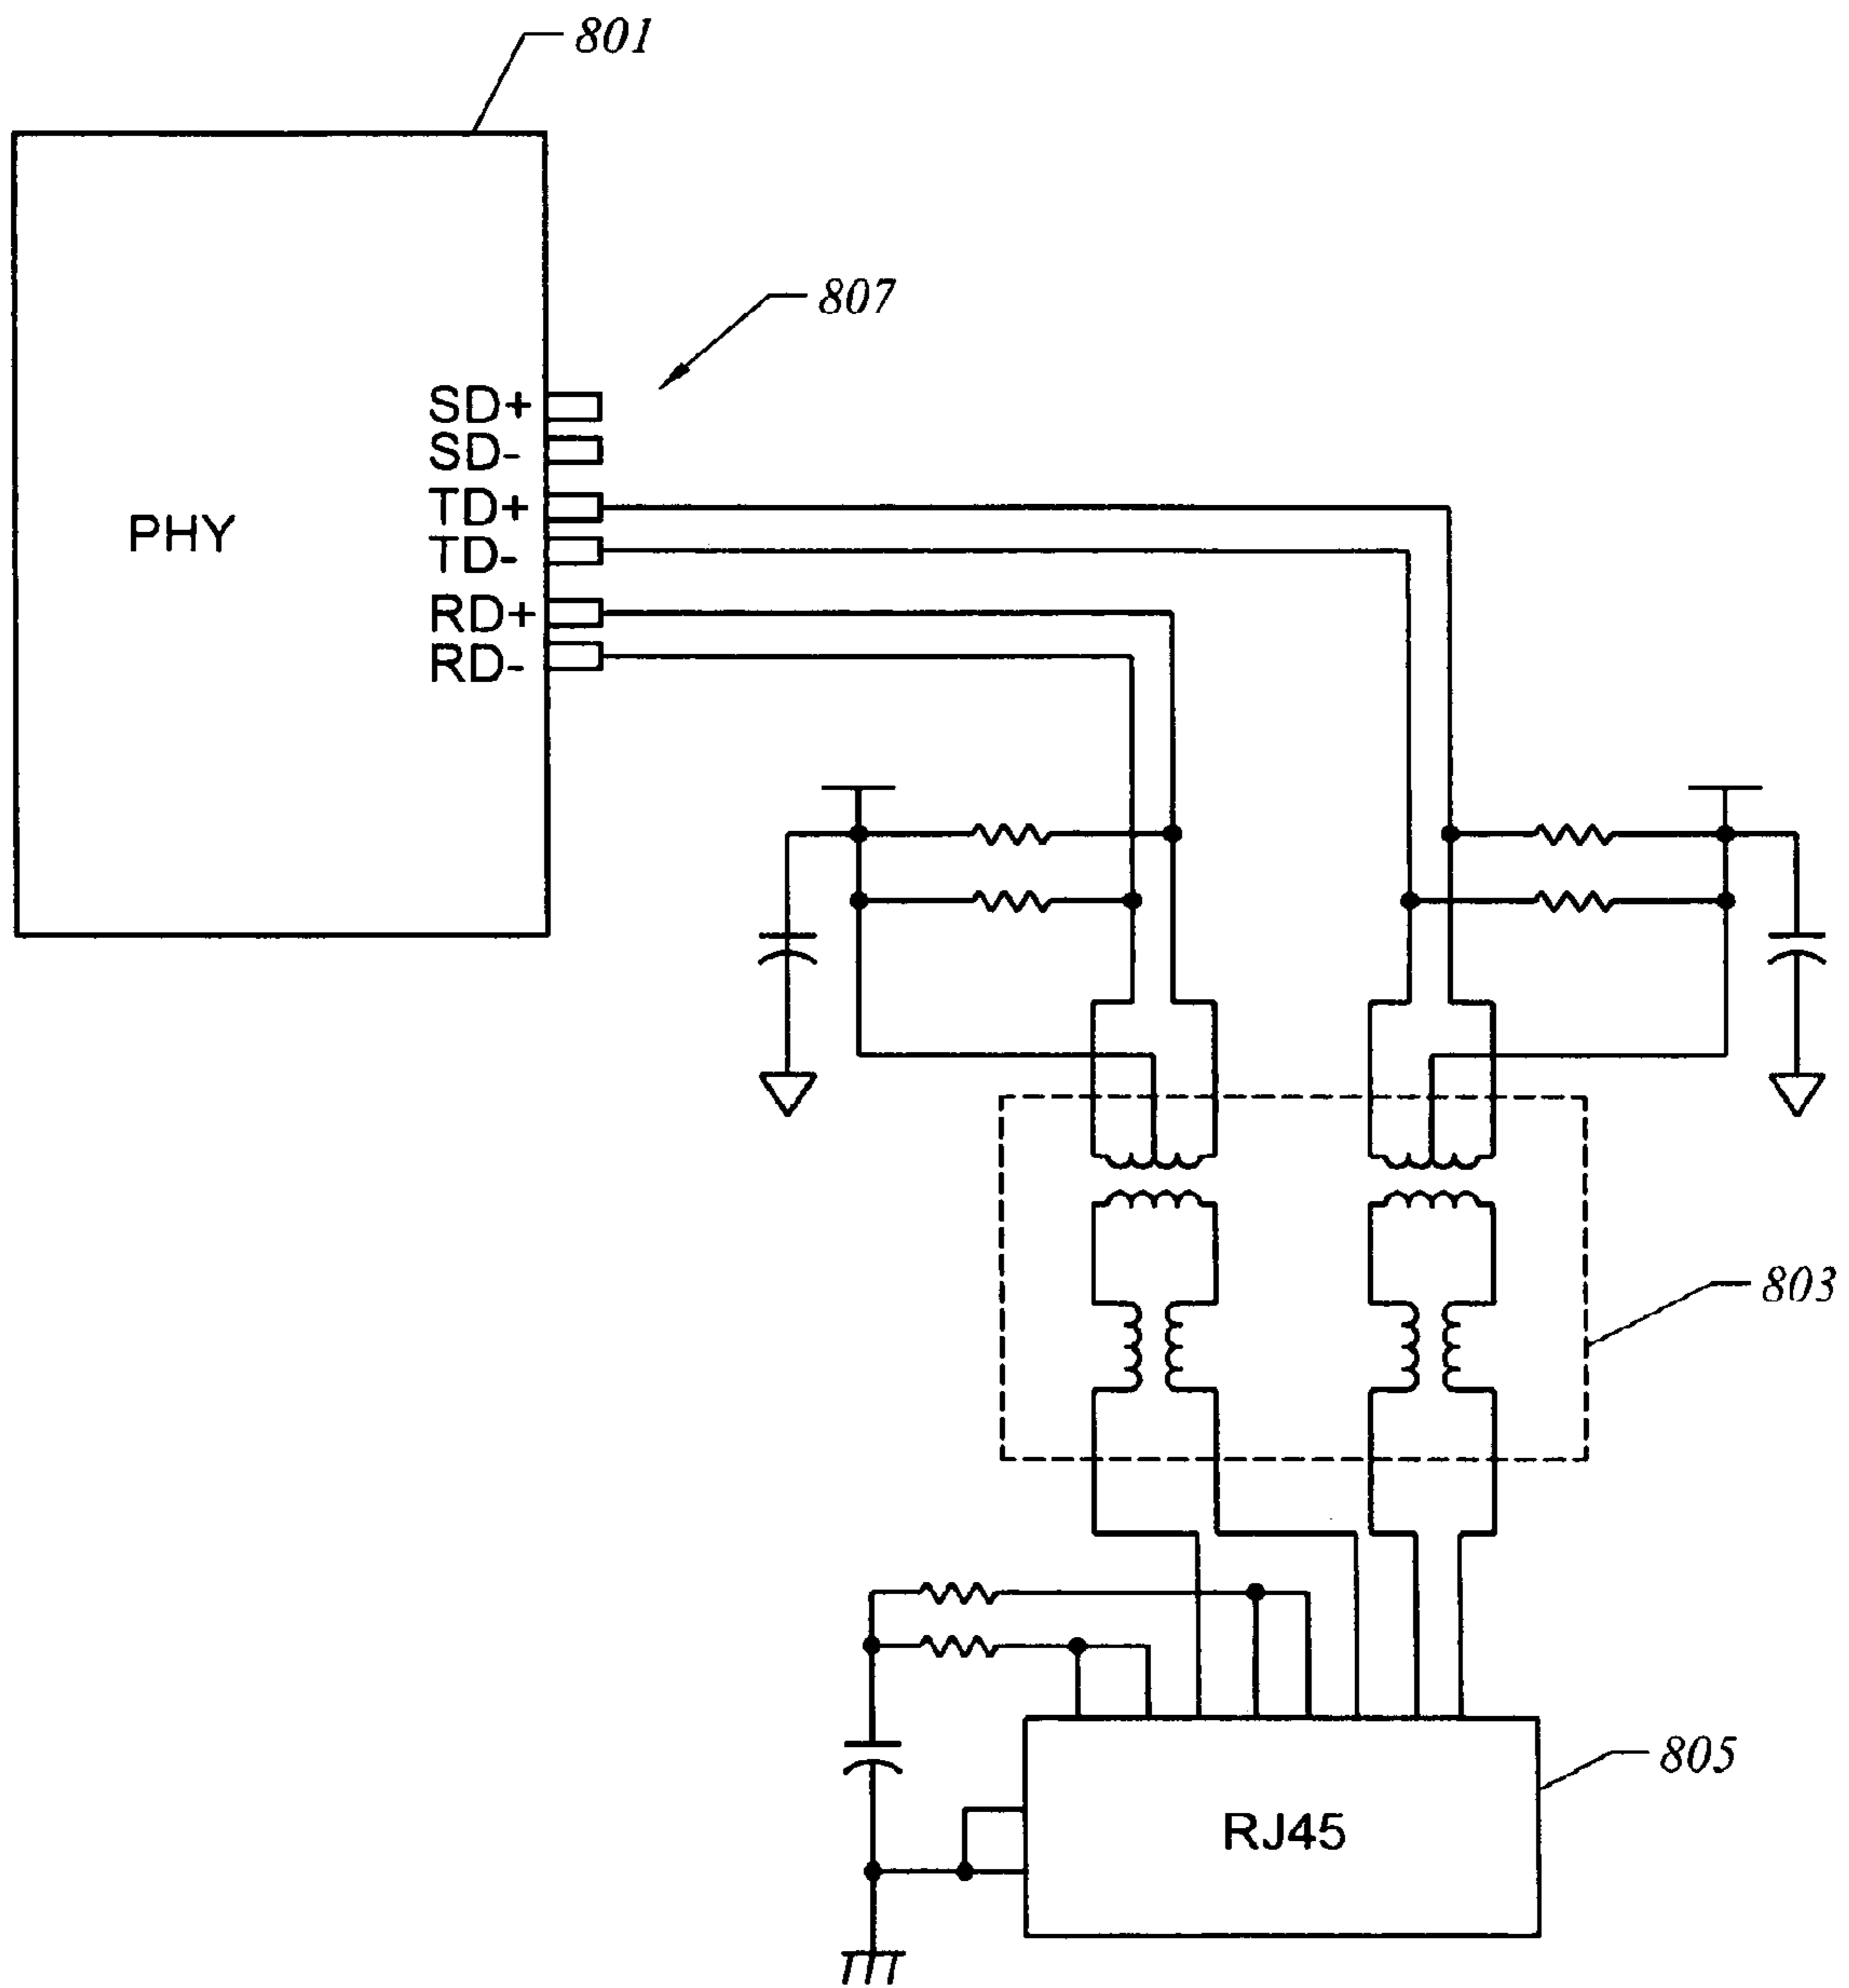 801
807
SD+
SD-
TD+
PHY
TD-
RD+
RD-
803
805
RJ45